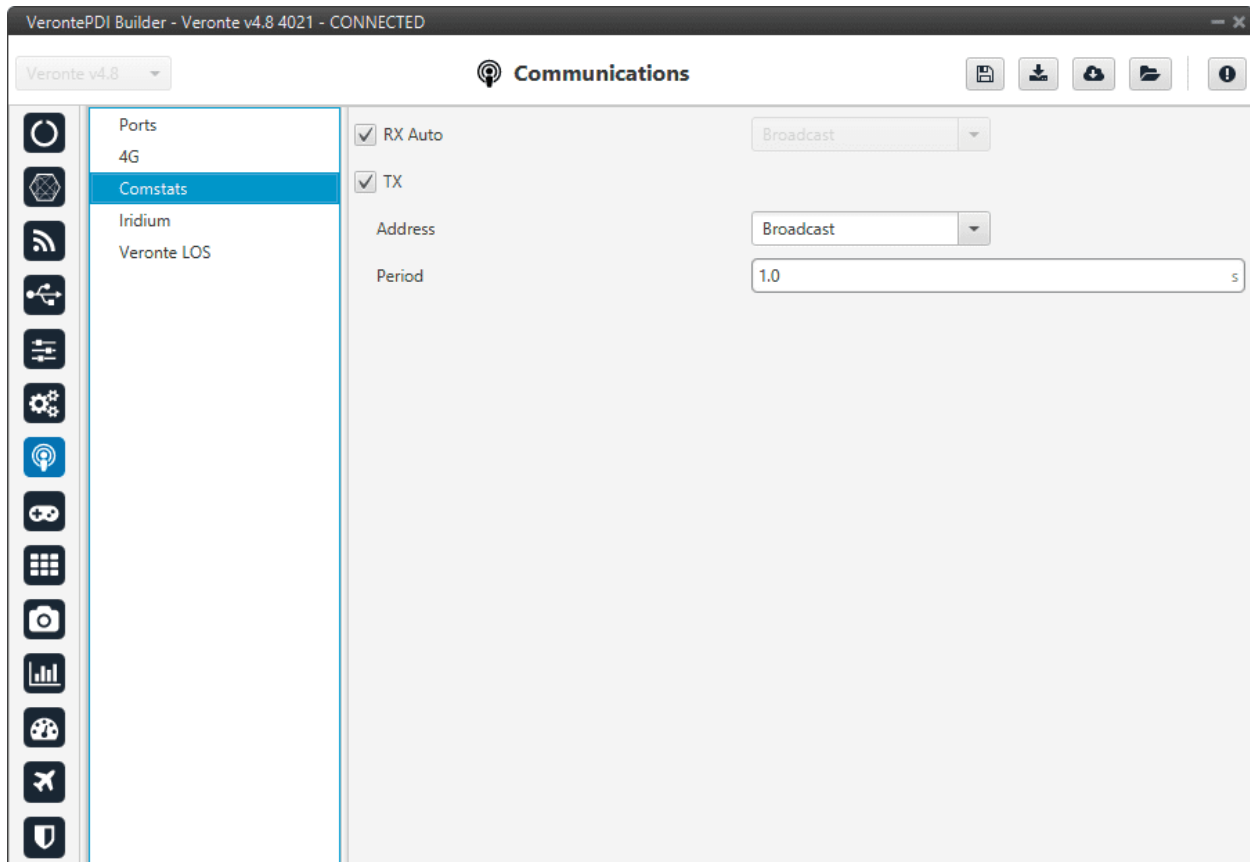 VerontePDI Builder - Veronte v4.8 4021 - CONNECTED
Veronte v4.8
Communications
Ports
4G
Comstats
Iridium
Veronte LOS
RX Auto
Broadcast
TX
Address
Broadcast
Period
1.0
s